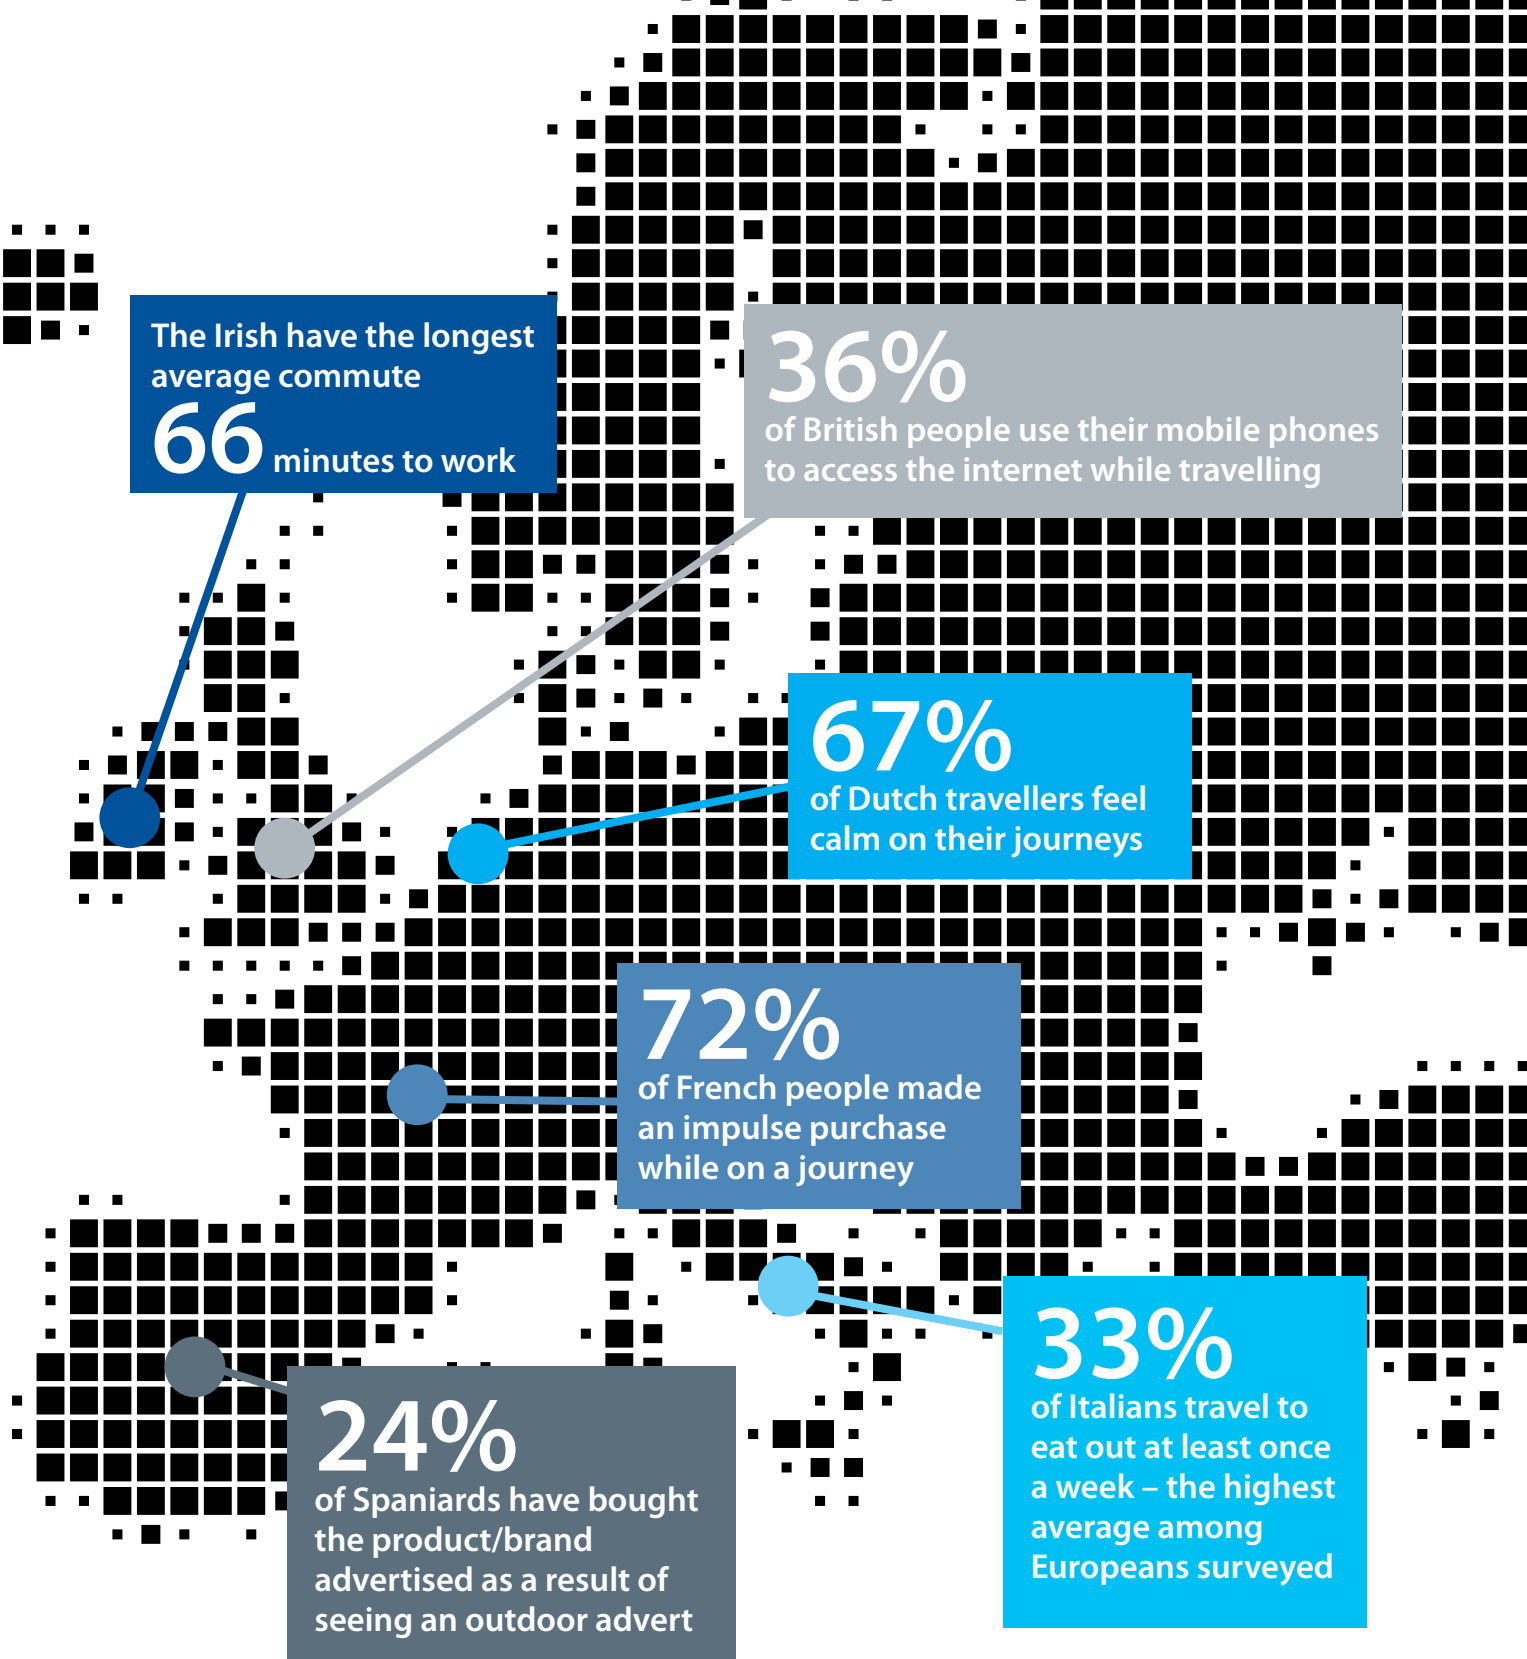 The Irish have the longest
average commute
66 minutes to work
36%
of British people use their mobile phones
to access the internet while travelling
67%
of Dutch travellers feel
calm on their journeys
72%
of French people made
an impulse purchase
while on a journey
33%
of Italians travel to
eat out at least once
a week – the highest
average among
Europeans surveyed
24%
of Spaniards have bought
the product/brand
advertised as a result of
seeing an outdoor advert